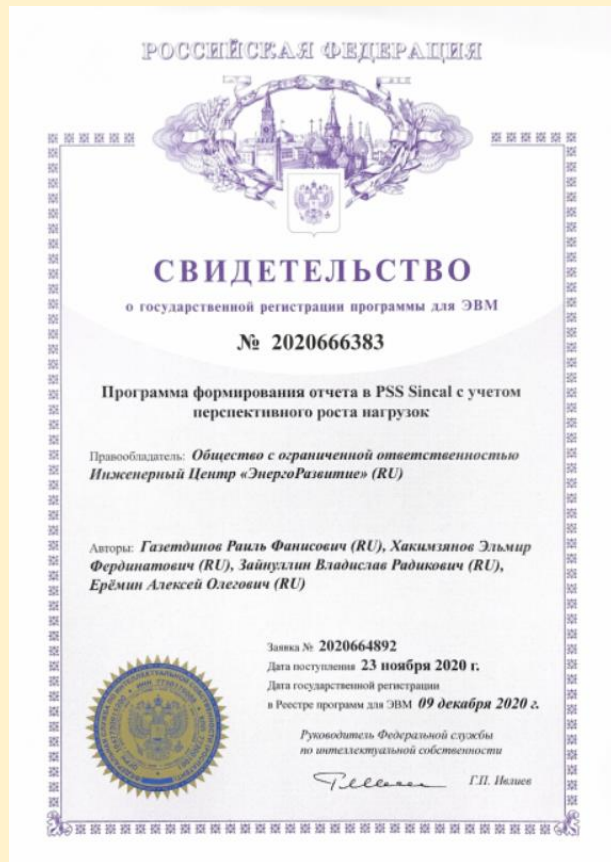 РОССИЙСКАЯ ФЕДЕРАЦИЯ
СВИДЕТЕЛЬСТВО
о государственной регистрации программы для ЭВМ
№ 2020666383
Программа формирования отчета в PSS Sincal с учетом
перспективного роста нагрузок
Правообладатель: Общество с ограниченной ответственностью
Инженерный Центр «ЭнергоРазвитие» (RU)
Авторы: Газетдинов Раиль Фанисович (RU), Хакимзянов Эльмир
Фердинатович (RU), Зайнуллин Владислав Радикович (RU),
Ерёмин Алексей Олегович (RU)
Заявка № 2020664892
Дата поступления 23 ноября 2020 г.
Дата государственной регистрации
в Реестре программ для ЭВМ 09 декабря 2020 г.
Руководитель Федеральной службы
по интеллектуальной собственности
Г.П. Ивлиев